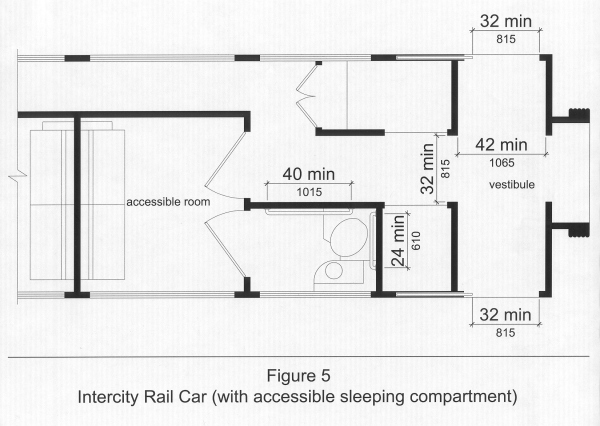 32 min
815
42 min
1065
32 min
815
40 min
1015
vestibule
accessible room
24 min
610
32 min
815
Figure 5
Intercity Rail Car (with accessible sleeping compartment)